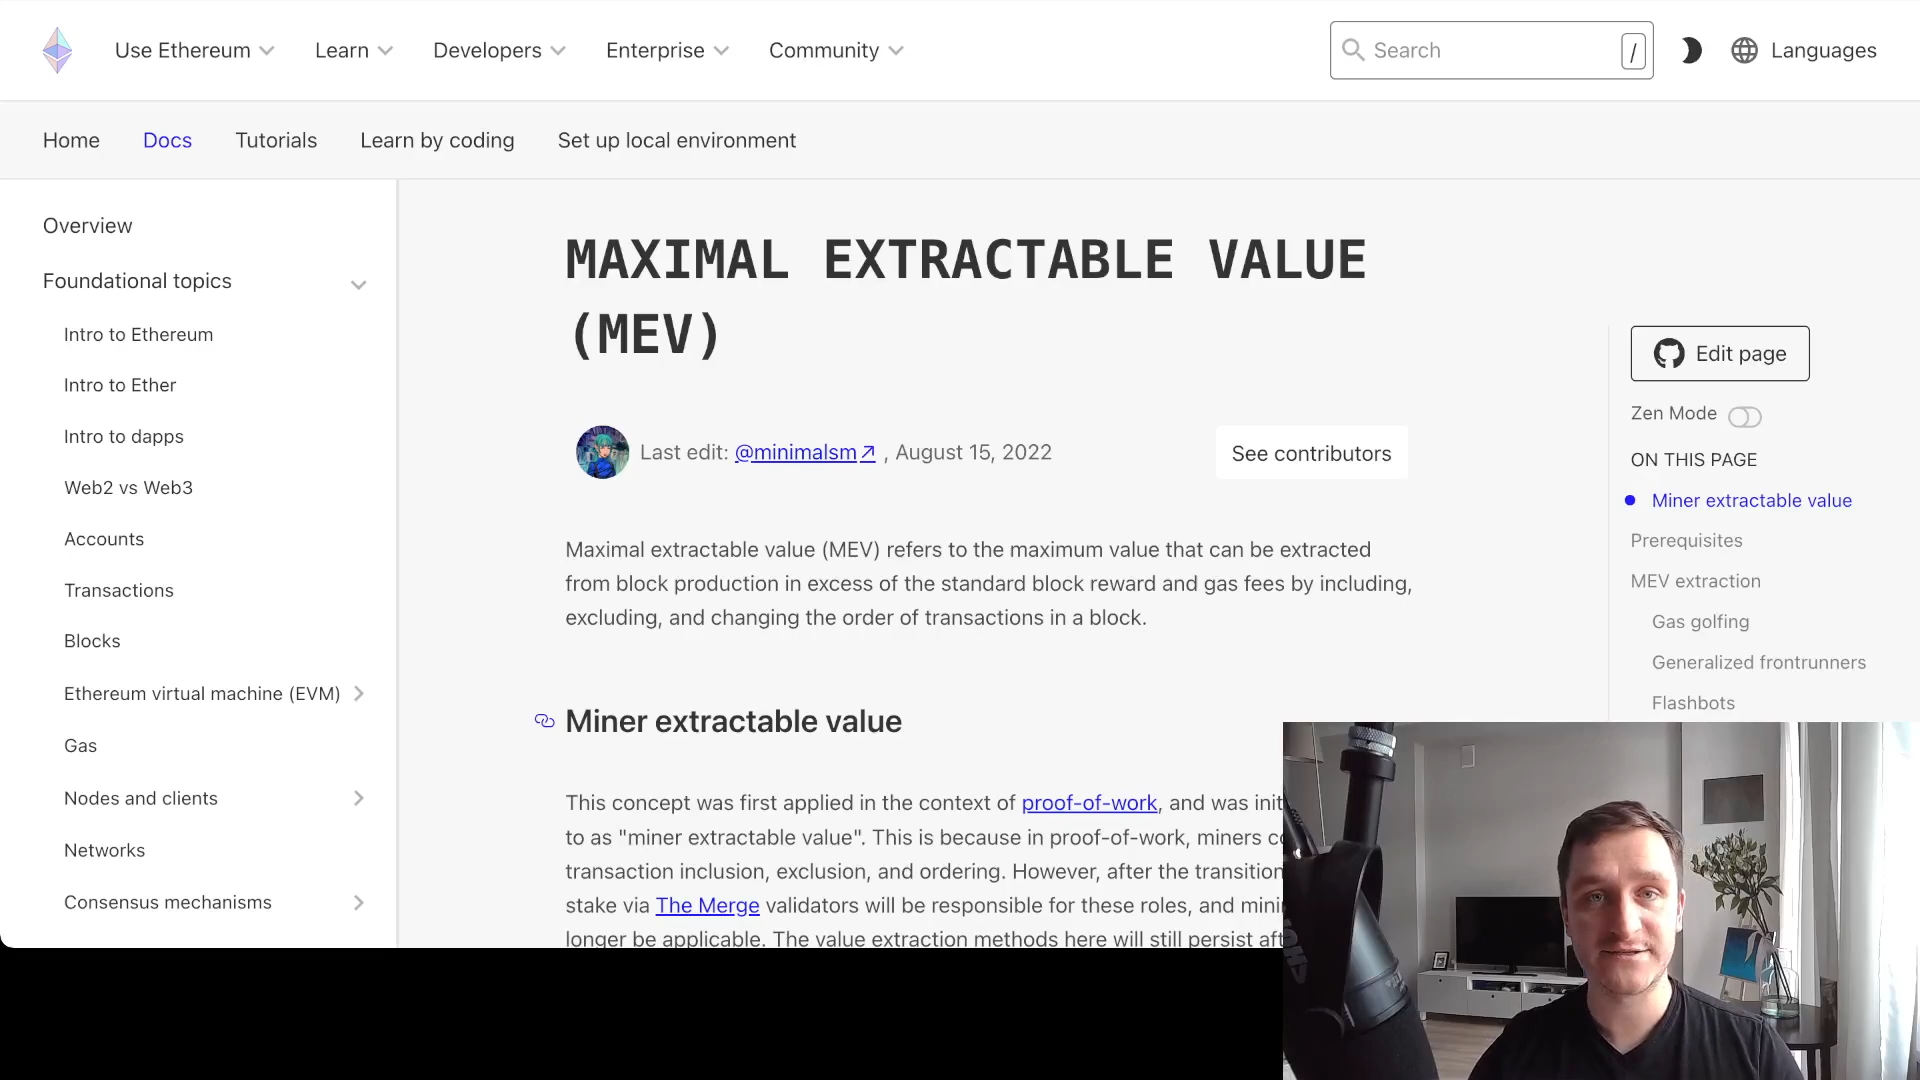 Use Ethereum
Learn
Developers
Enterprise
Community
Search
/
Languages
Home
Docs
Tutorials
Learn by coding
Set up local environment
Overview
Foundational topics
Intro to Ethereum
Intro to Ether
Intro to dapps
Web2 vs Web3
Accounts
Transactions
Blocks
Ethereum virtual machine (EVM)
Gas
Nodes and clients
Networks
Consensus mechanisms
MAXIMAL EXTRACTABLE VALUE
(MEV)
Last edit: @minimalsm , August 15, 2022
See contributors
Maximal extractable value (MEV) refers to the maximum value that can be extracted
from block production in excess of the standard block reward and gas fees by including,
excluding, and changing the order of transactions in a block.
Miner extractable value
This concept was first applied in the context of proof-of-work, and was init
to as "miner extractable value". This is because in proof-of-work, miners co
transaction inclusion, exclusion, and ordering. However, after the transition
stake via The Merge validators will be responsible for these roles, and mini
longer be applicable. The value extraction methods here will still persist aft
Edit page
Zen Mode
ON THIS PAGE
Miner extractable value
Prerequisites
MEV extraction
Gas golfing
Generalized frontrunners
Flashbots